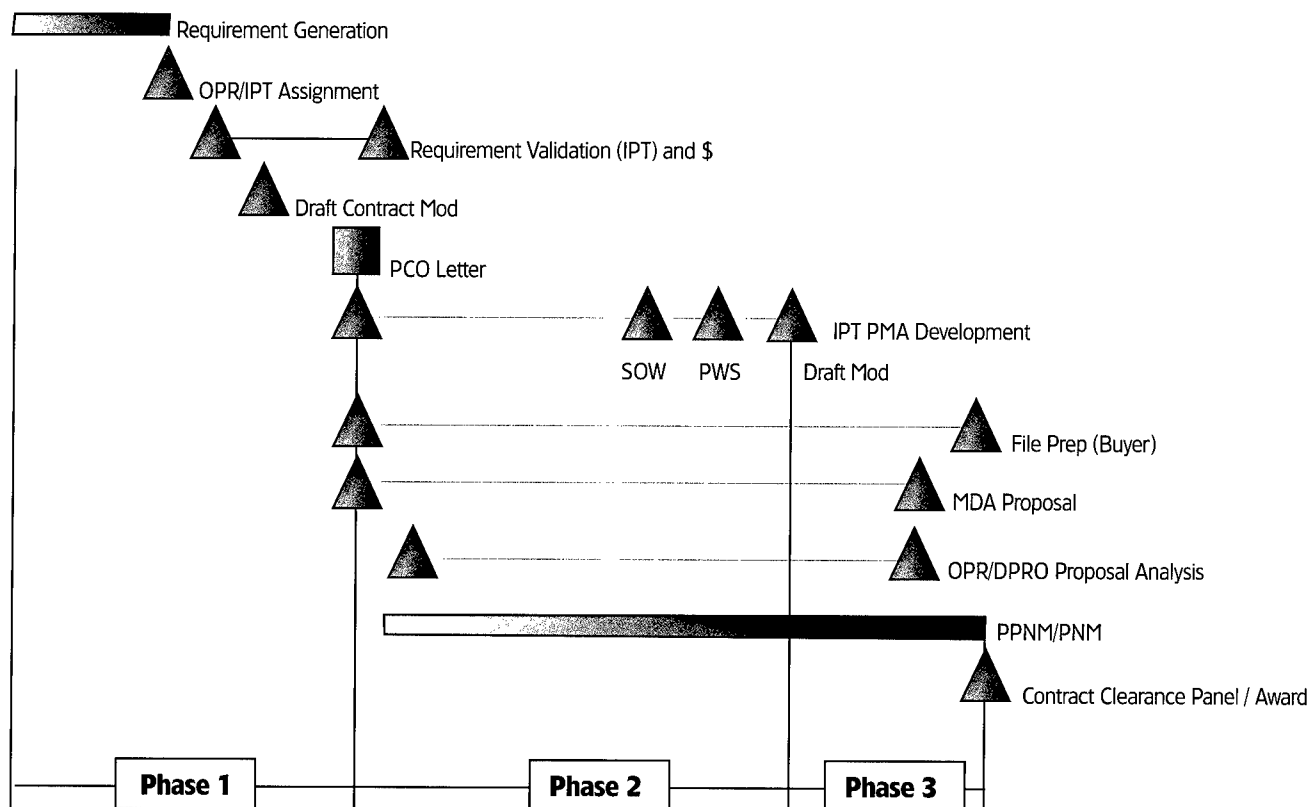 Requirement Generation
OPR/IPT Assignment
Requirement Validation (IPT) and $
Draft Contract Mod
PCO Letter
IPT PMA Development
SOW
PWS
Draft Mod
File Prep (Buyer)
MDA Proposal
OPR/DPRO Proposal Analysis
PPNM/PNM
Contract Clearance Panel / Award
Phase 1
Phase 2
Phase 3